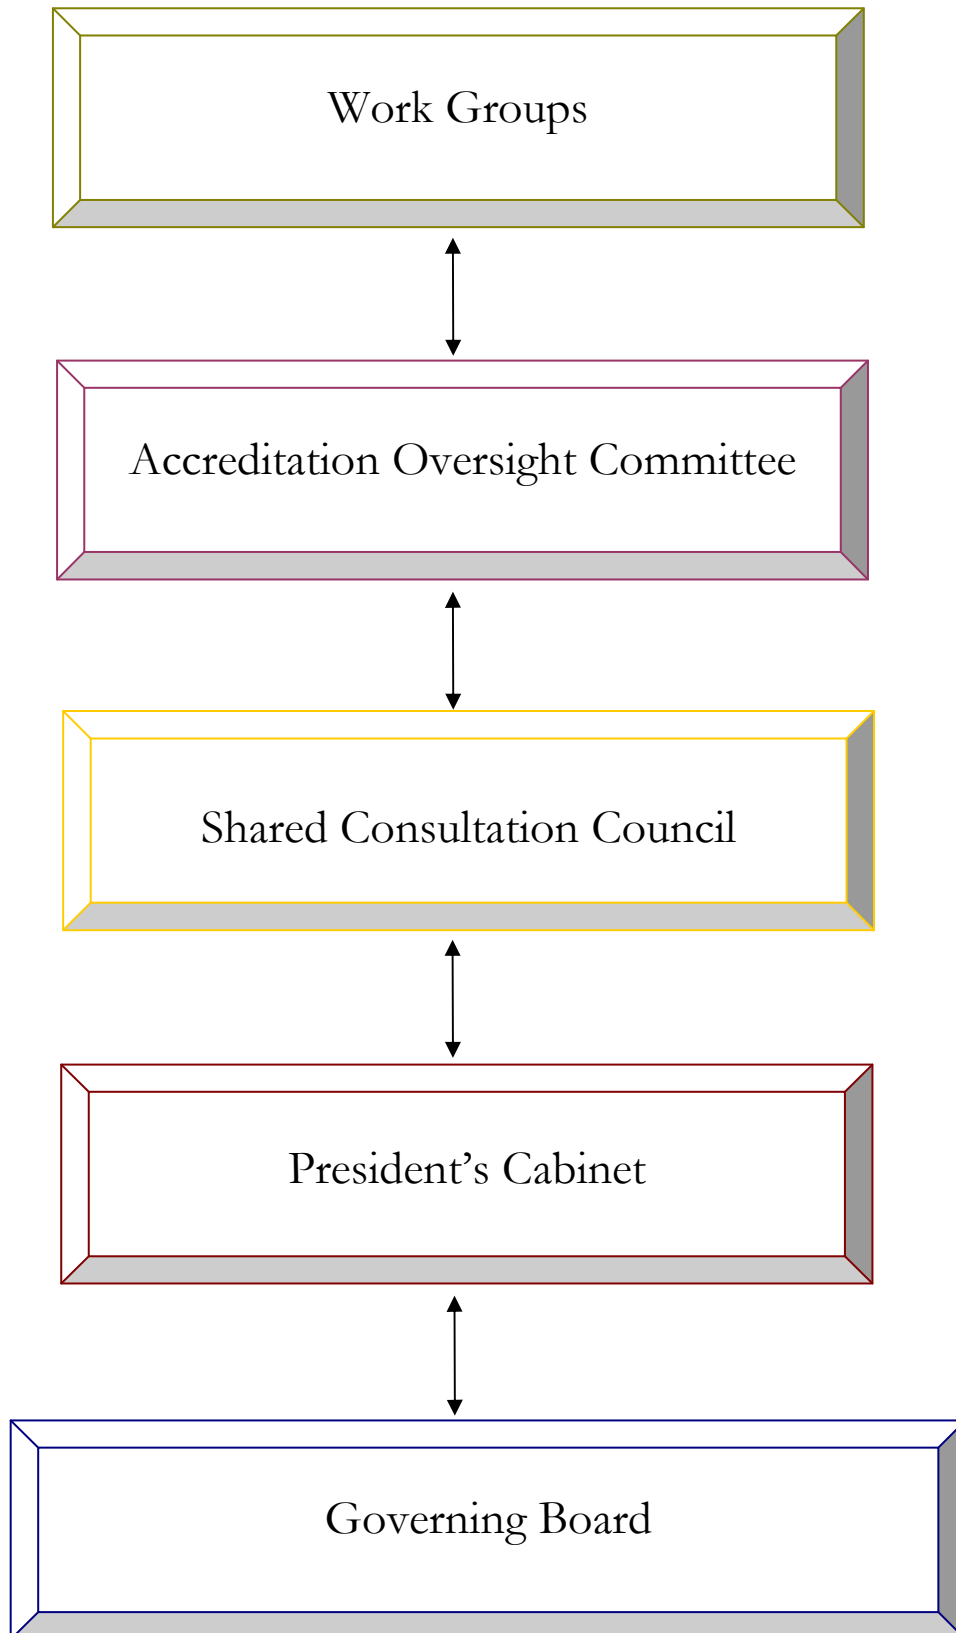 Work Groups
Accreditation Oversight Committee
Shared Consultation Council
President’s Cabinet
Governing Board